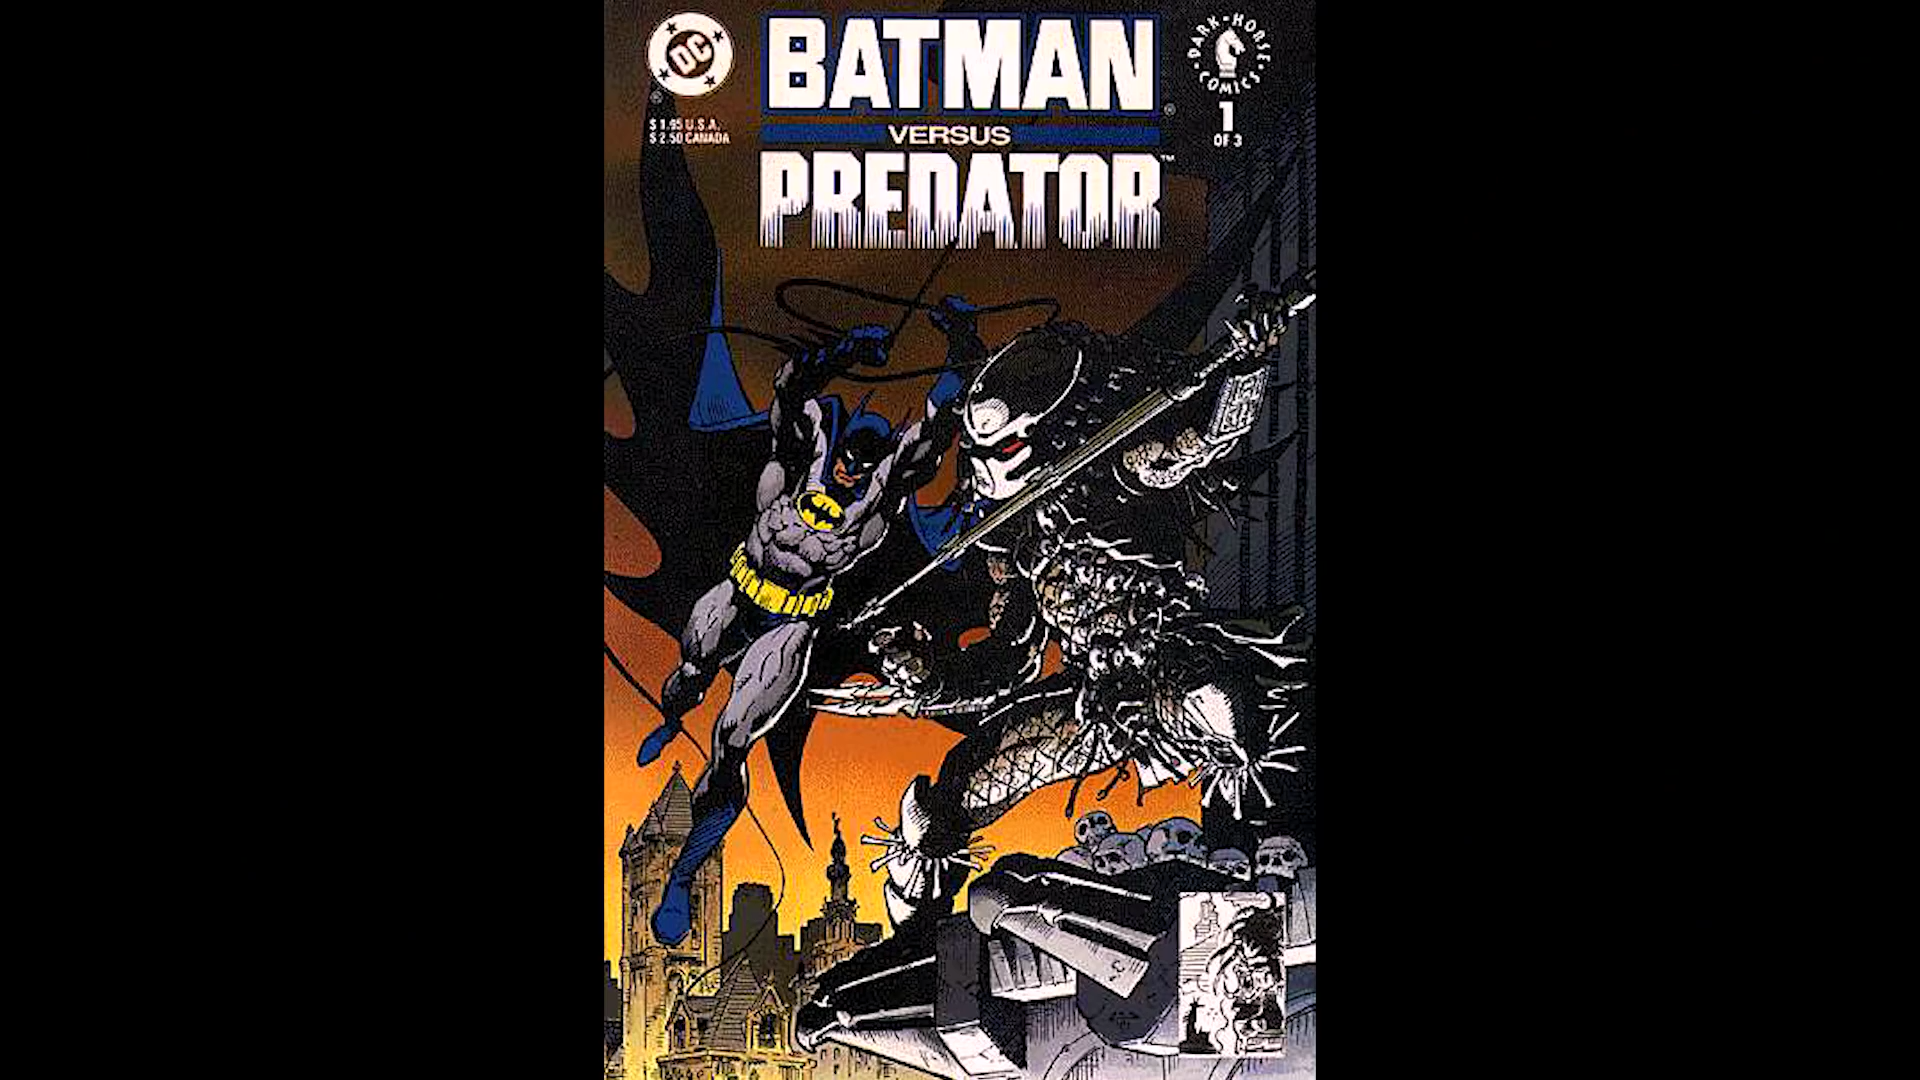 DC
BATMAN
VERSUS
PREDATOR
DARK HORSE COMICS
1
OF 3
$1.95 U.S.A.
$2.50 CANADA